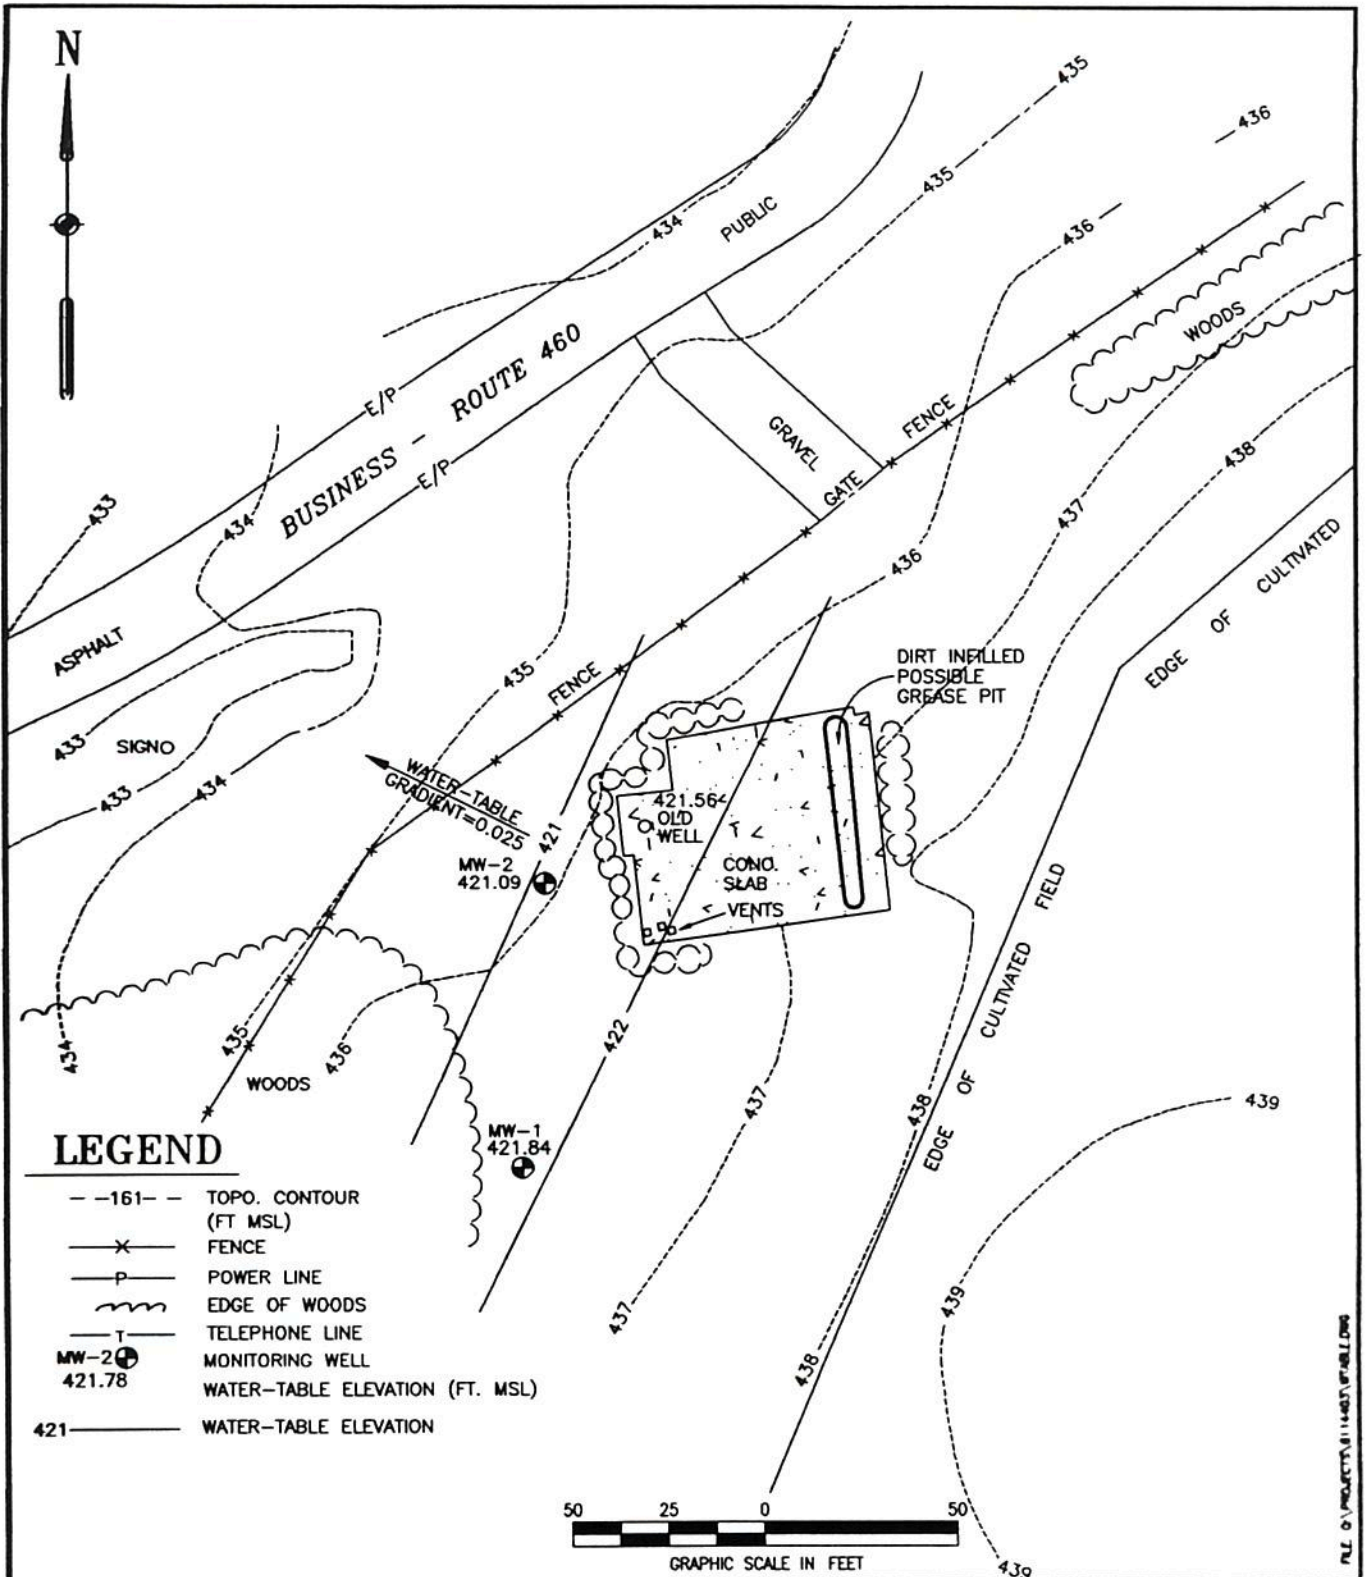 N
435
436
435
436
434
PUBLIC
WOODS
BUSINESS - ROUTE 460
E/P
E/P
FENCE
GRAVEL
GATE
438
437
433
434
436
EDGE OF CULTIVATED
ASPHALT
435
FENCE
DIRT INFILLED
POSSIBLE
GREASE PIT
433
SIGNO
433
434
WATER-TABLE
GRADIENT=0.025
421
421.56
OLD
WELL
MW-2
421.09
CONC.
SLAB
VENTS
EDGE OF CULTIVATED FIELD
422
435
436
434
WOODS
437
438
439
MW-1
421.84
437
439
438
439
LEGEND
- -161- - TOPO. CONTOUR
(FT MSL)
X FENCE
P POWER LINE
EDGE OF WOODS
T TELEPHONE LINE
MW-2 MONITORING WELL
421.78 WATER-TABLE ELEVATION (FT. MSL)
421 WATER-TABLE ELEVATION
50 25 0 50
GRAPHIC SCALE IN FEET